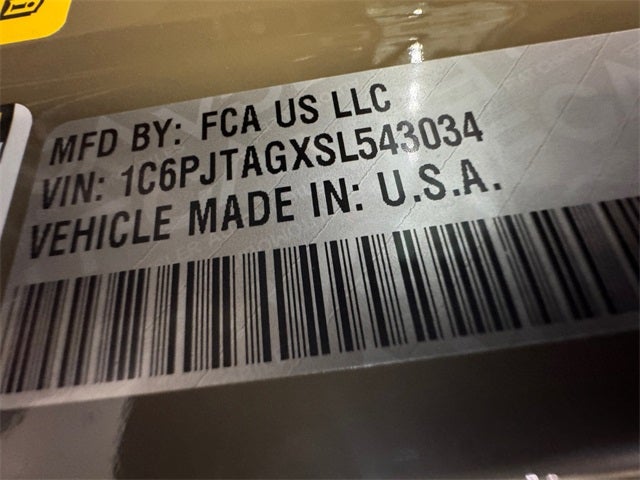 MFD BY: FCA US LLC
VIN: 1C6PJTAGXSL543034
VEHICLE MADE IN: U.S.A.